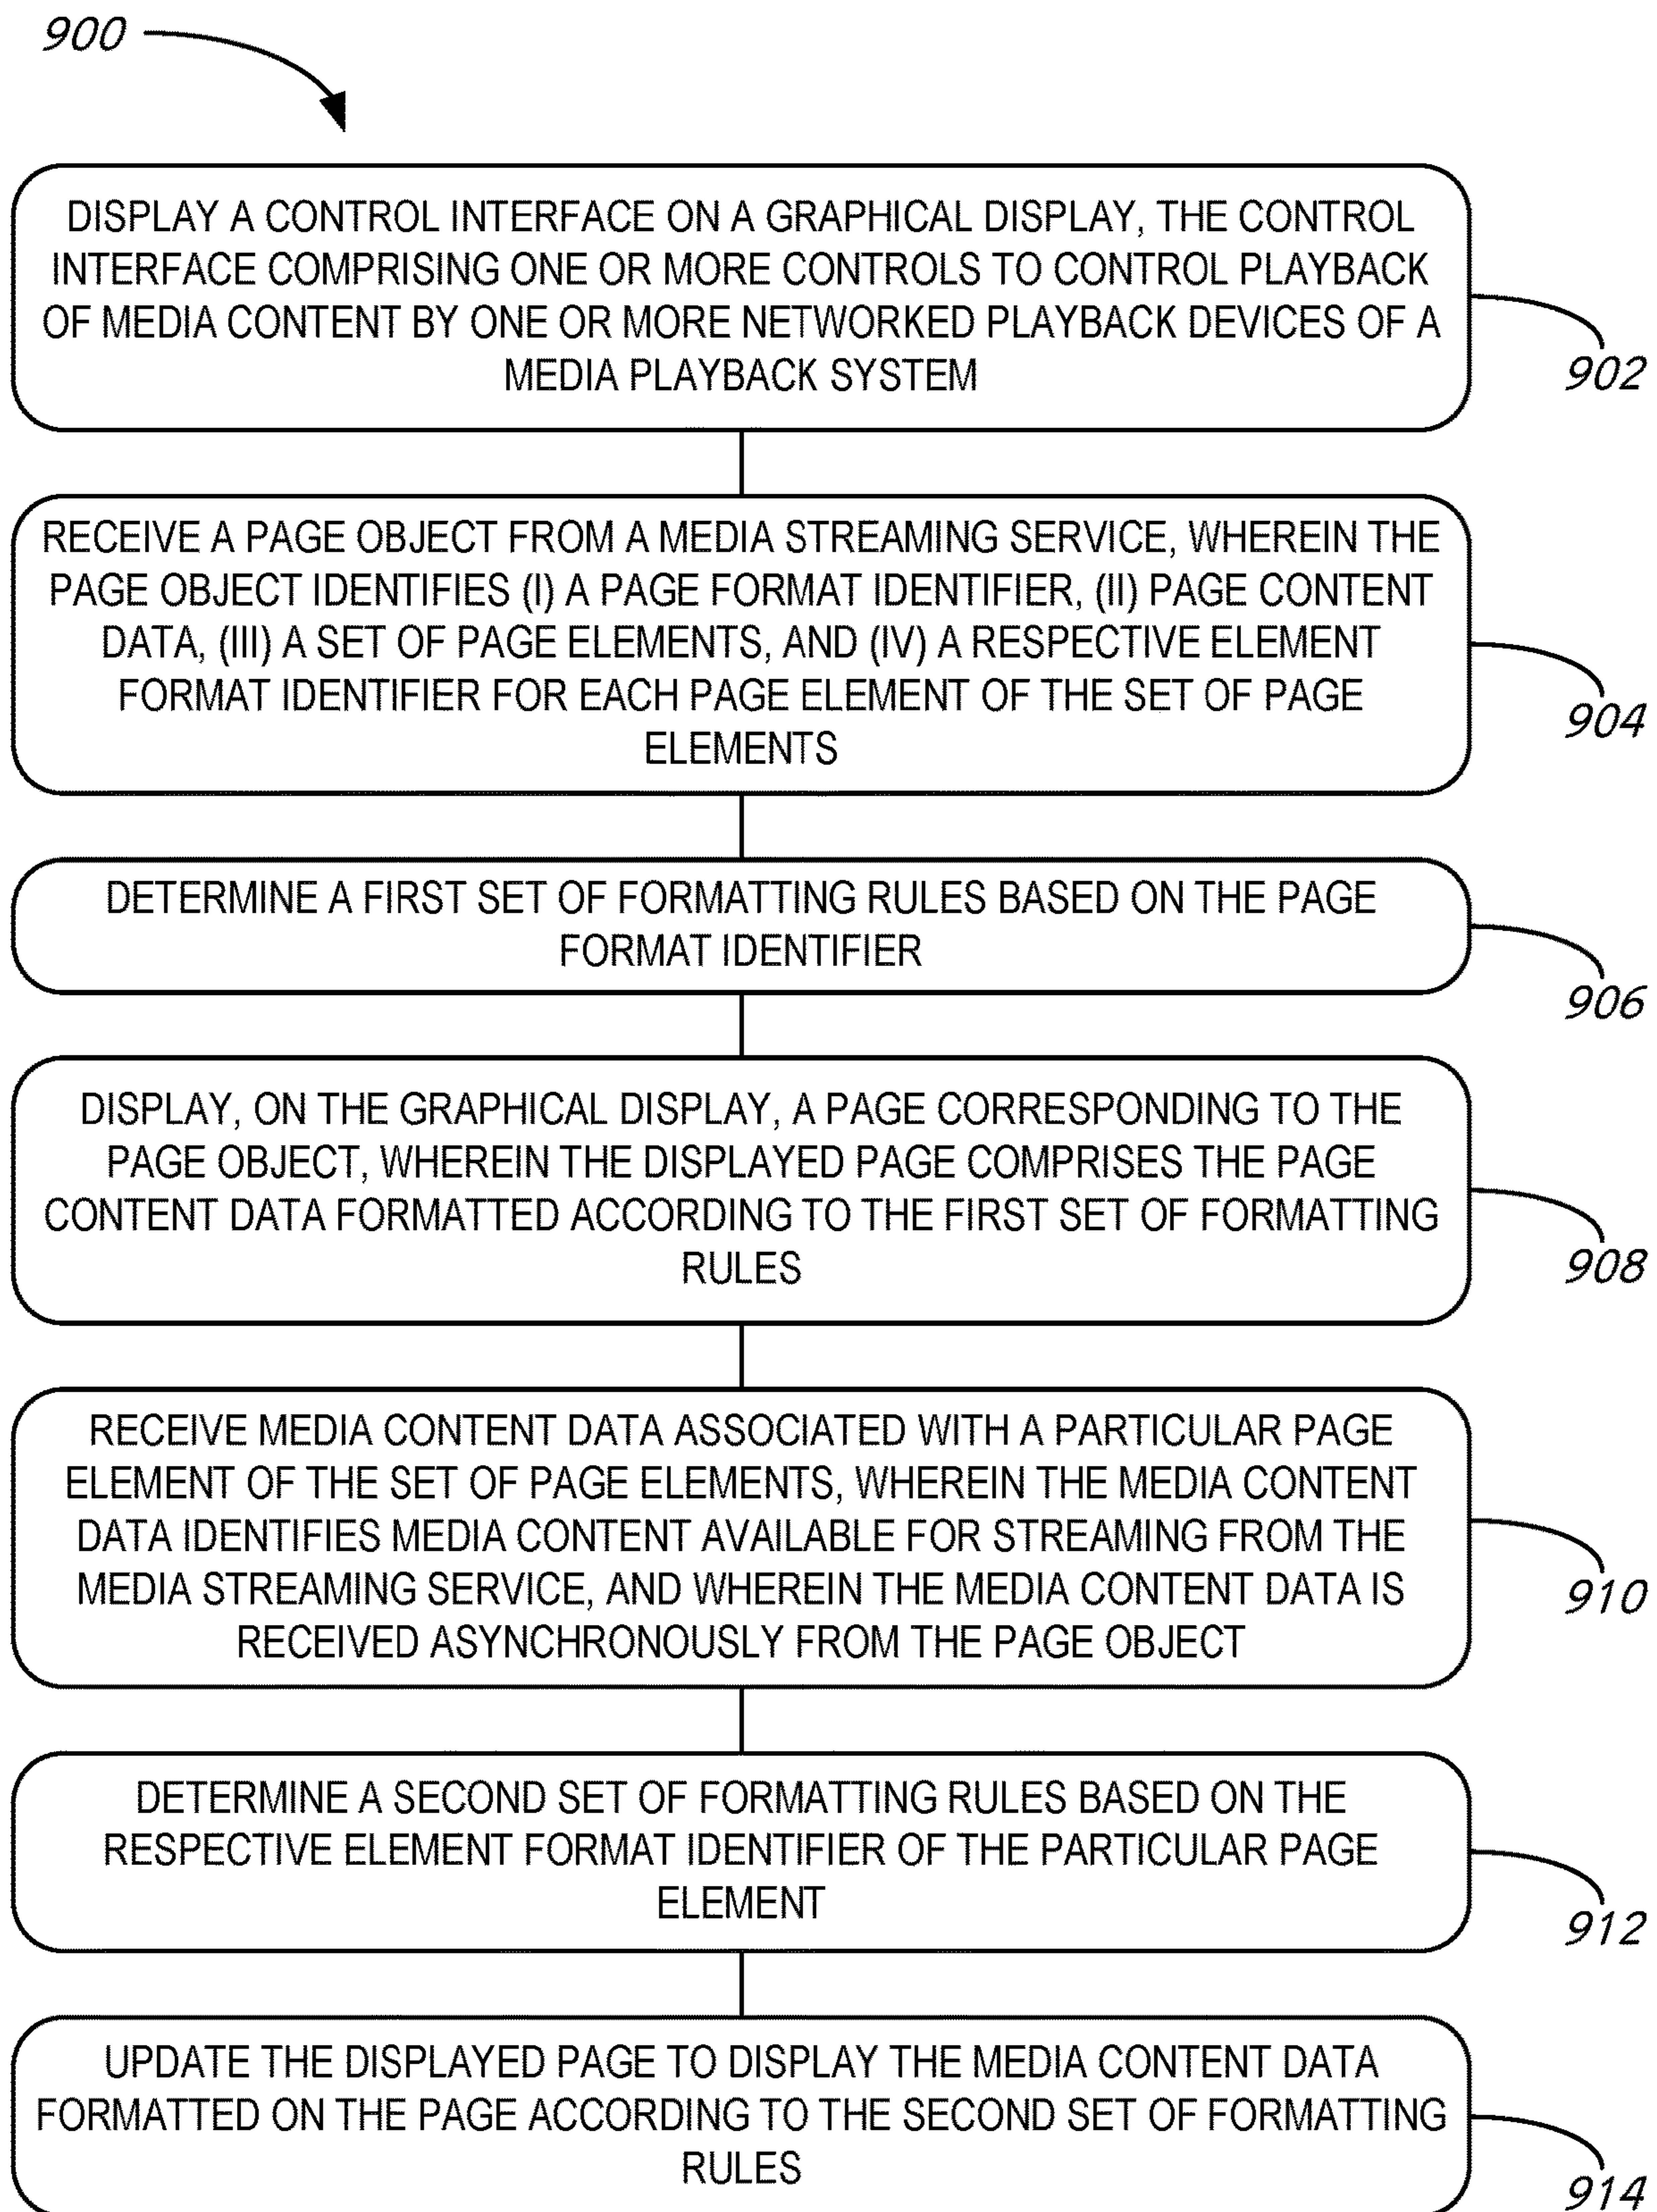 900
DISPLAY A CONTROL INTERFACE ON A GRAPHICAL DISPLAY, THE CONTROL
INTERFACE COMPRISING ONE OR MORE CONTROLS TO CONTROL PLAYBACK
OF MEDIA CONTENT BY ONE OR MORE NETWORKED PLAYBACK DEVICES OF A
MEDIA PLAYBACK SYSTEM
902
RECEIVE A PAGE OBJECT FROM A MEDIA STREAMING SERVICE, WHEREIN THE
PAGE OBJECT IDENTIFIES (I) A PAGE FORMAT IDENTIFIER, (II) PAGE CONTENT
DATA, (III) A SET OF PAGE ELEMENTS, AND (IV) A RESPECTIVE ELEMENT
FORMAT IDENTIFIER FOR EACH PAGE ELEMENT OF THE SET OF PAGE
ELEMENTS
904
DETERMINE A FIRST SET OF FORMATTING RULES BASED ON THE PAGE
FORMAT IDENTIFIER
906
DISPLAY, ON THE GRAPHICAL DISPLAY, A PAGE CORRESPONDING TO THE
PAGE OBJECT, WHEREIN THE DISPLAYED PAGE COMPRISES THE PAGE
CONTENT DATA FORMATTED ACCORDING TO THE FIRST SET OF FORMATTING
RULES
908
RECEIVE MEDIA CONTENT DATA ASSOCIATED WITH A PARTICULAR PAGE
ELEMENT OF THE SET OF PAGE ELEMENTS, WHEREIN THE MEDIA CONTENT
DATA IDENTIFIES MEDIA CONTENT AVAILABLE FOR STREAMING FROM THE
MEDIA STREAMING SERVICE, AND WHEREIN THE MEDIA CONTENT DATA IS
RECEIVED ASYNCHRONOUSLY FROM THE PAGE OBJECT
910
DETERMINE A SECOND SET OF FORMATTING RULES BASED ON THE
RESPECTIVE ELEMENT FORMAT IDENTIFIER OF THE PARTICULAR PAGE
ELEMENT
912
UPDATE THE DISPLAYED PAGE TO DISPLAY THE MEDIA CONTENT DATA
FORMATTED ON THE PAGE ACCORDING TO THE SECOND SET OF FORMATTING
RULES
914